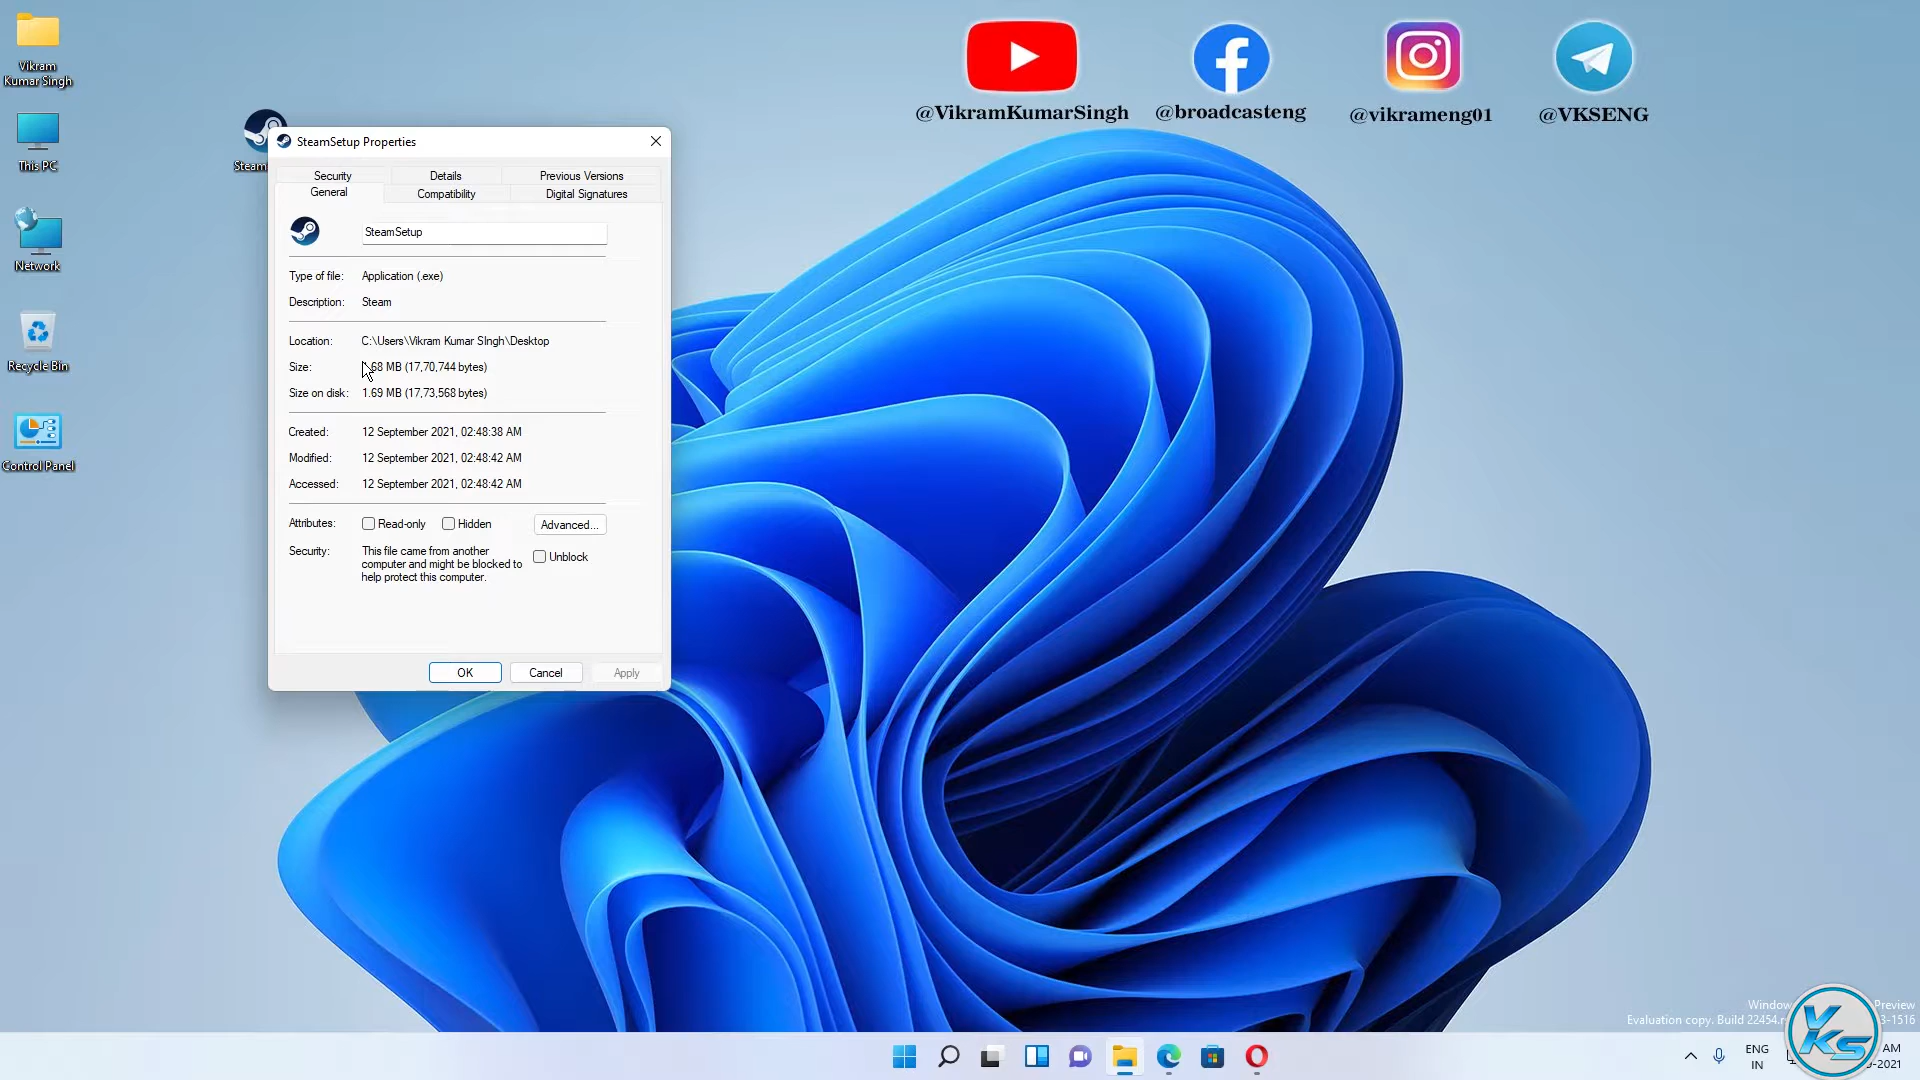 Vikram
Kumar Singh
This PC
Network
Recycle Bin
Control Panel
@VikramKumarSingh
@broadcasteng
@vikrameng01
@VKSENG
SteamSetup Properties
Security
Details
Previous Versions
General
Compatibility
Digital Signatures
SteamSetup
Type of file: Application (.exe)
Description: Steam
Location: C:\Users\Vikram Kumar SIngh\Desktop
Size: .68 MB (17,70,744 bytes)
Size on disk: 1.69 MB (17,73,568 bytes)
Created: 12 September 2021, 02:48:38 AM
Modified: 12 September 2021, 02:48:42 AM
Accessed: 12 September 2021, 02:48:42 AM
Attributes: Read-only Hidden Advanced...
Security: This file came from another
computer and might be blocked to
help protect this computer.
Unblock
OK
Cancel
Apply
Preview
Evaluation copy. Build 22454.
3-1516
VKS
ENG
IN
AM
-2021